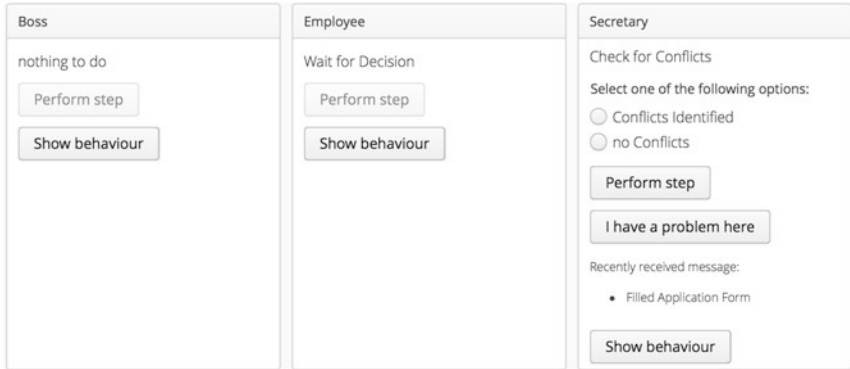 Boss
nothing to do
Perform step
Show behaviour
Employee
Wait for Decision
Perform step
Show behaviour
Secretary
Check for Conflicts
Select one of the following options:
Conflicts Identified
no Conflicts
Perform step
I have a problem here
Recently received message:
• Filled Application Form
Show behaviour